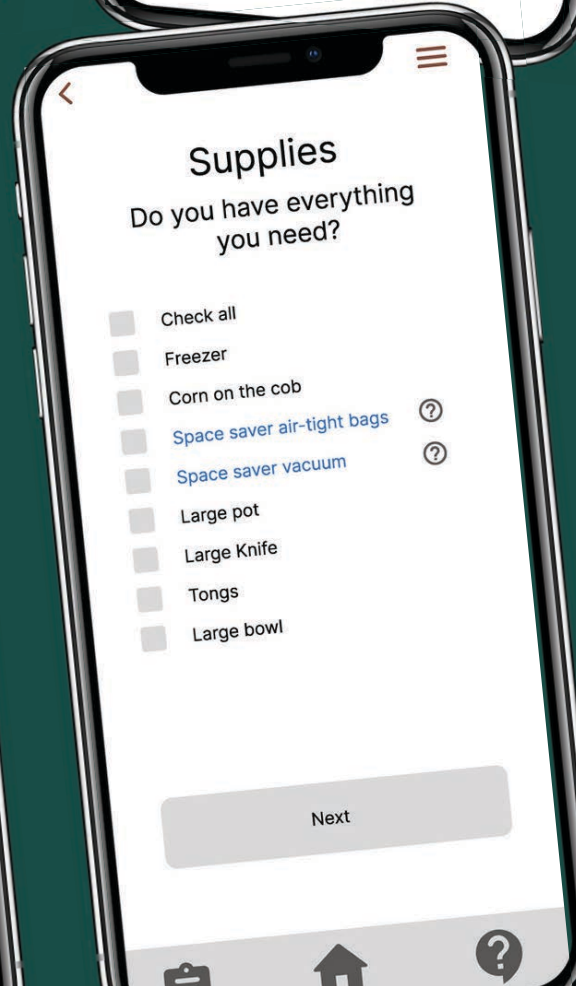 Supplies
Do you have everything
you need?
Check all
Freezer
Corn on the cob
Space saver air-tight bags
Space saver vacuum
Large pot
Large Knife
Tongs
Large bowl
Next